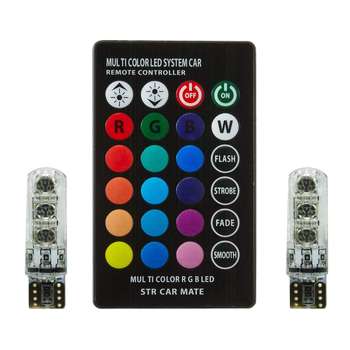 MULTI COLOR LED SYSTEM CAR
REMOTE CONTROLLER
OFF ON
R G B W
FLASH
STROBE
FADE
SMOOTH
MULTI COLOR R G B LED
STR CAR MATE